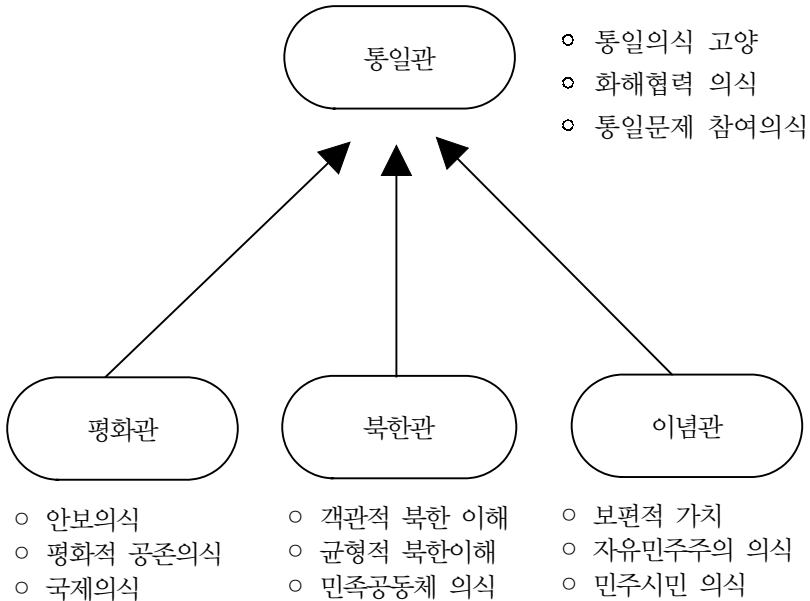 통일관
○ 통일의식 고양
○ 화해협력 의식
○ 통일문제 참여의식
평화관
○ 안보의식
○ 평화적 공존의식
○ 국제의식
북한관
○ 객관적 북한 이해
○ 균형적 북한이해
○ 민족공동체 의식
이념관
○ 보편적 가치
○ 자유민주주의 의식
○ 민주시민 의식